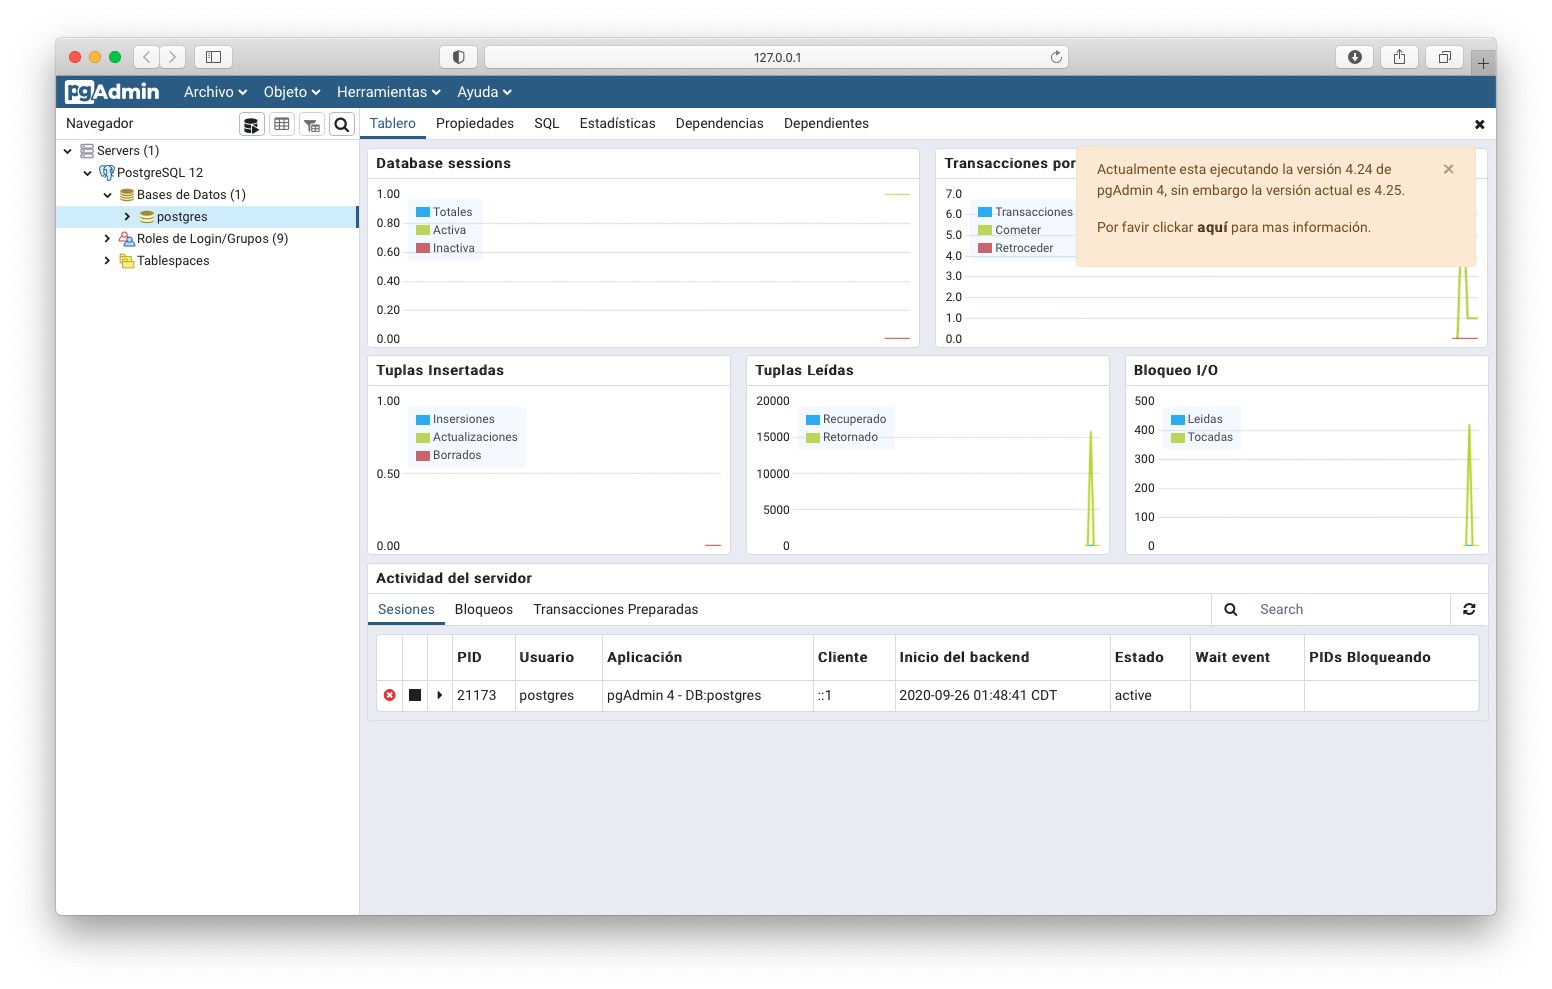 127.0.0.1
pgAdmin Archivo Objeto Herramientas Ayuda
Navegador
Tablero Propiedades SQL Estadísticas Dependencias Dependientes
Servers (1)
PostgreSQL 12
Bases de Datos (1)
postgres
Roles de Login/Grupos (9)
Tablespaces
Database sessions
1.00
0.80
0.60
0.40
0.20
0.00
Totales
Activa
Inactiva
Transacciones por
7.0
6.0
5.0
4.0
3.0
2.0
1.0
0.0
Transacciones
Cometer
Retroceder
Actualmente esta ejecutando la versión 4.24 de
pgAdmin 4, sin embargo la versión actual es 4.25.
Por favir clickar aquí para mas información.
Tuplas Insertadas
1.00
0.50
0.00
Insersiones
Actualizaciones
Borrados
Tuplas Leídas
20000
15000
10000
5000
0
Recuperado
Retornado
Bloqueo I/O
500
400
300
200
100
0
Leidas
Tocadas
Actividad del servidor
Sesiones Bloqueos Transacciones Preparadas Search
PID Usuario Aplicación Cliente Inicio del backend Estado Wait event PIDs Bloqueando
21173 postgres pgAdmin 4 - DB:postgres ::1 2020-09-26 01:48:41 CDT active